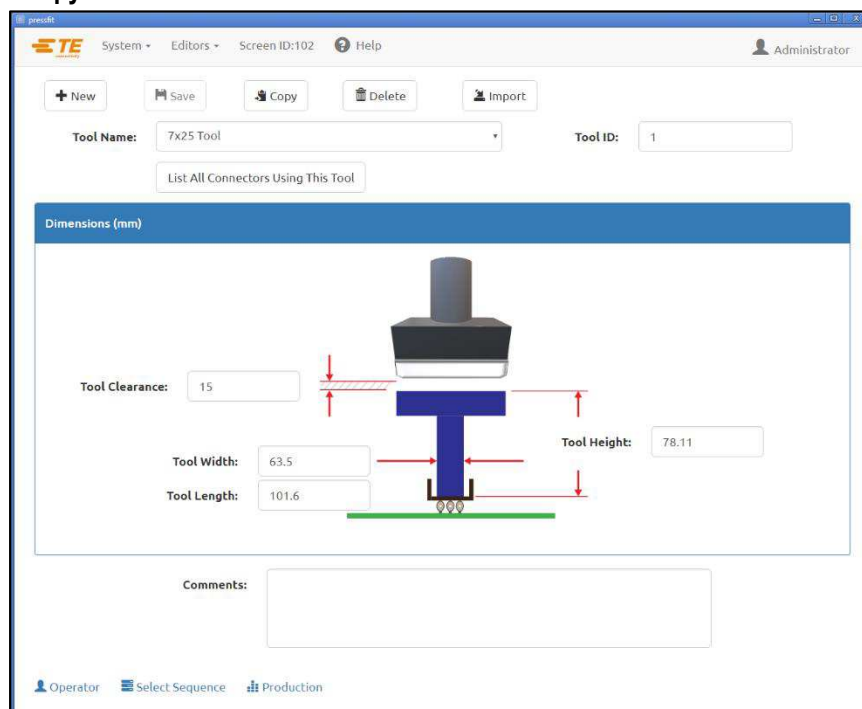 pressfit
TE
connectivity
System
Editors
Screen ID:102
Help
Administrator
New
Save
Copy
Delete
Import
Tool Name:
7x25 Tool
Tool ID:
1
List All Connectors Using This Tool
Dimensions (mm)
Tool Clearance:
15
Tool Height:
78.11
Tool Width:
63.5
Tool Length:
101.6
Comments:
Operator
Select Sequence
Production